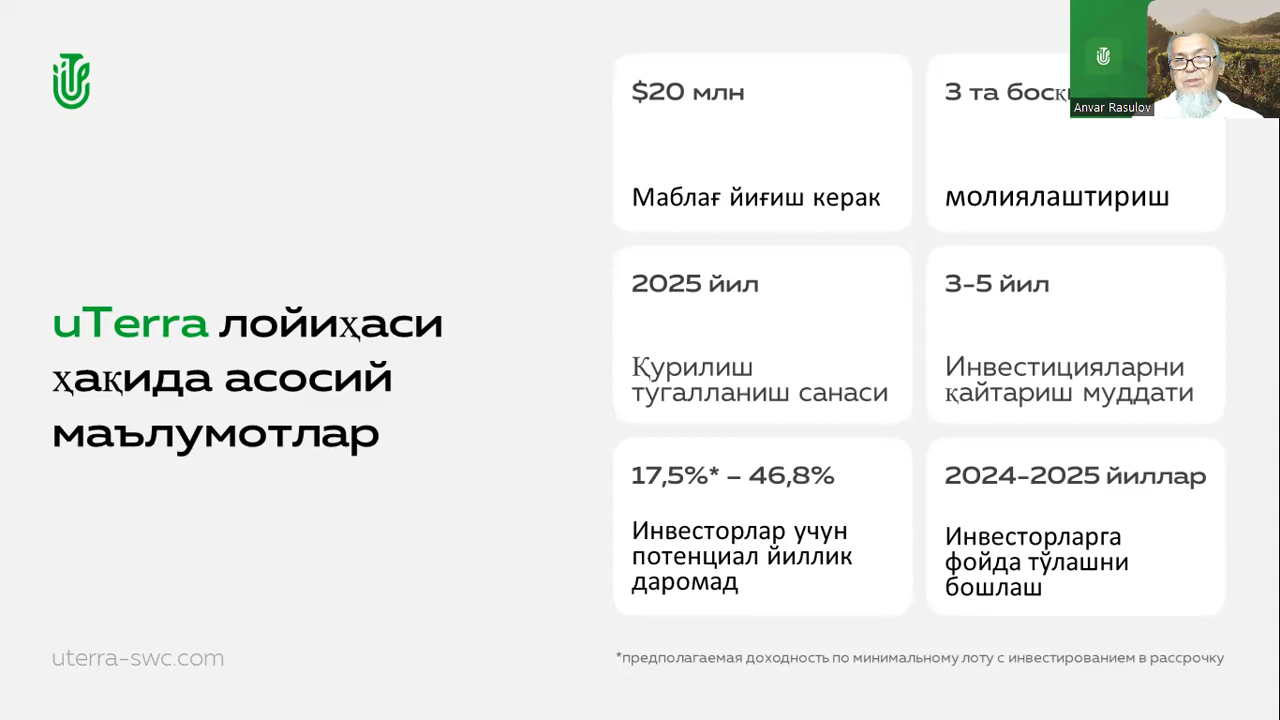 uTerra лойиҳаси
ҳақида асосий
маълумотлар
$20 млн
Маблағ йиғиш керак
3 та
молиялаштириш
2025 йил
Қурилиш
тугалланиш санаси
3-5 йил
Инвестицияларни
қайтариш муддати
17,5%* – 46,8%
Инвесторлар учун
потенциал йиллик
даромад
2024-2025 йиллар
Инвесторларга
фойда тўлашни
бошлаш
uterra-swc.com
*предполагаемая доходность по минимальному лоту с инвестированием в рассрочку
Anvar Rasulov